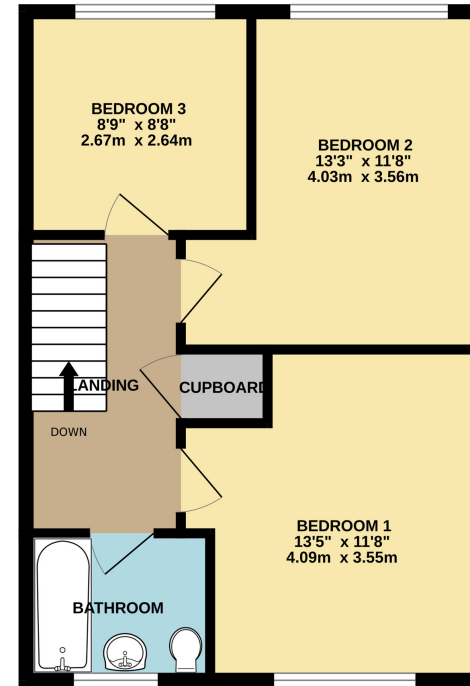 BEDROOM 3
8'9" x 8'8"
2.67m x 2.64m
BEDROOM 2
13'3" x 11'8"
4.03m x 3.56m
LANDING
CUPBOARD
DOWN
BEDROOM 1
13'5" x 11'8"
4.09m x 3.55m
BATHROOM